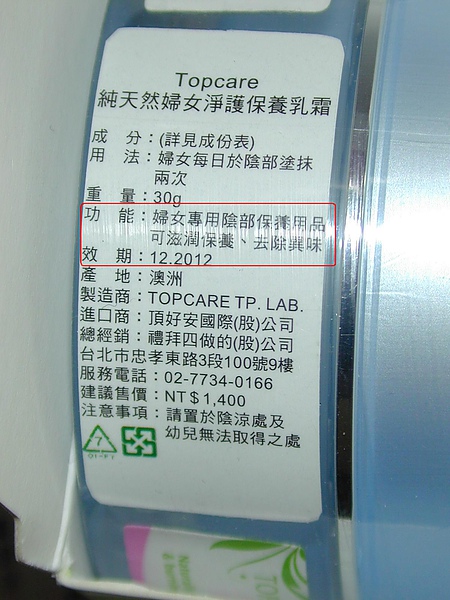 Topcare
純天然婦女淨護保養乳霜
成　分：(詳見成份表)
用　法：婦女每日於陰部塗抹
兩次
重　量：30g
功　能：婦女專用陰部保養用品
可滋潤保養、去除異味
效　期：12.2012
產　地：澳洲
製造商：TOPCARE TP. LAB.
進口商：頂好安國際(股)公司
總經銷：禮拜四做的(股)公司
台北市忠孝東路3段100號9樓
服務電話：02-7734-0166
建議售價：NT$1,400
注意事項：請置於陰涼處及
幼兒無法取得之處
7